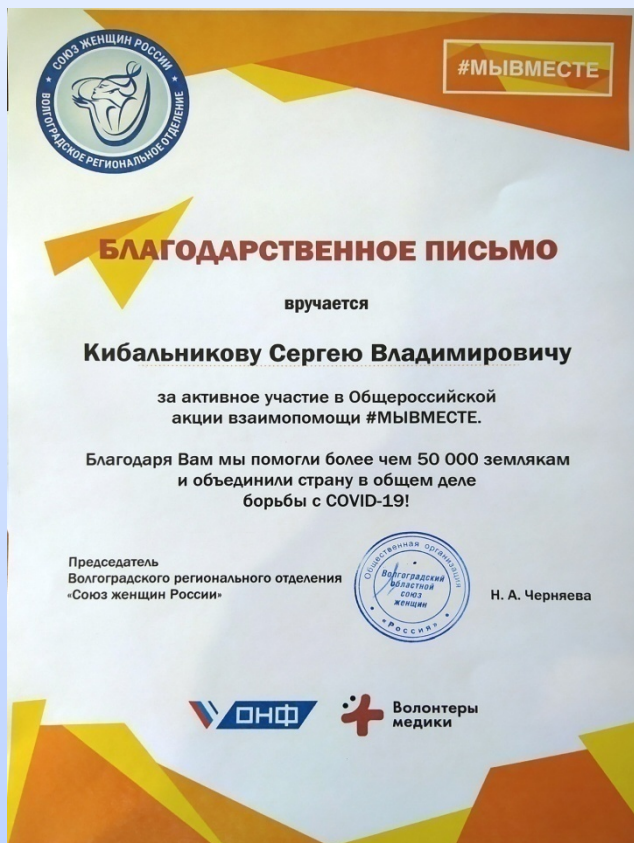 СОЮЗ ЖЕНЩИН РОССИИ
ВОЛГОГРАДСКОЕ РЕГИОНАЛЬНОЕ ОТДЕЛЕНИЕ
#МЫВМЕСТЕ
БЛАГОДАРСТВЕННОЕ ПИСЬМО
вручается
Кибальникову Сергею Владимировичу
за активное участие в Общероссийской
акции взаимопомощи #МЫВМЕСТЕ.
Благодаря Вам мы помогли более чем 50 000 землякам
и объединили страну в общем деле
борьбы с COVID-19!
Председатель
Волгоградского регионального отделения
«Союз женщин России»
Общественная организация
Волгоградский
областной
союз
женщин
"Россия"
Н. А. Черняева
ОНФ
Волонтеры
медики